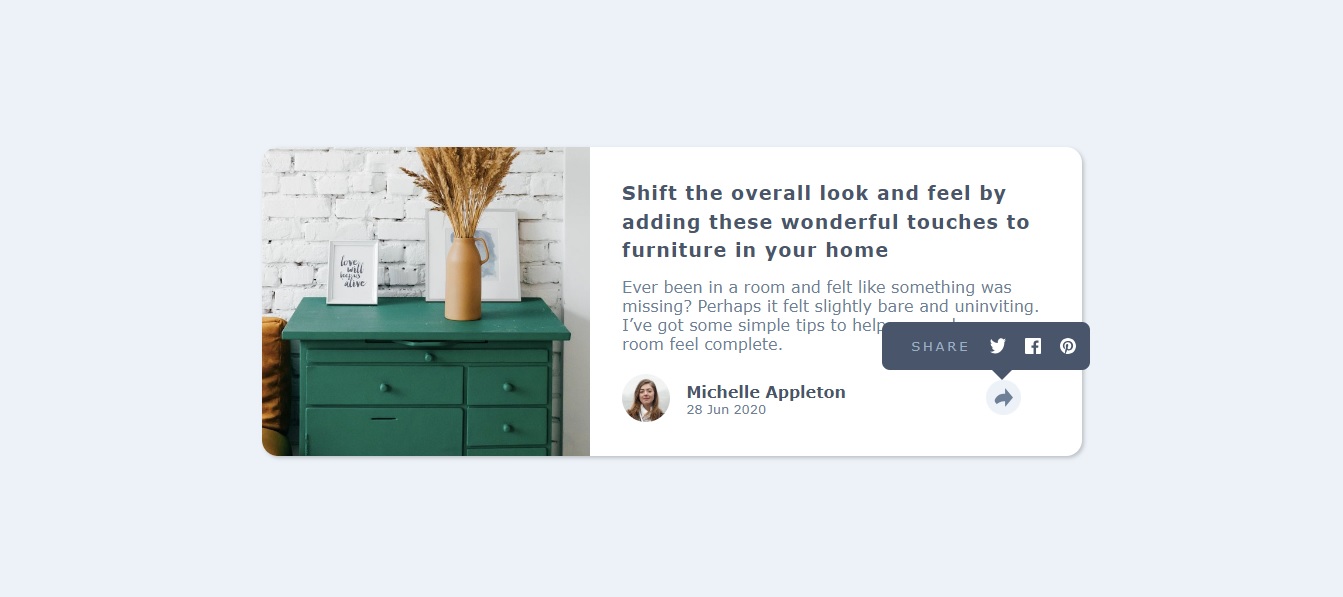 Shift the overall look and feel by
adding these wonderful touches to
furniture in your home
Ever been in a room and felt like something was
missing? Perhaps it felt slightly bare and uninviting.
I’ve got some simple tips to help
room feel complete.
SHARE
Michelle Appleton
28 Jun 2020
love
will
keep us
alive